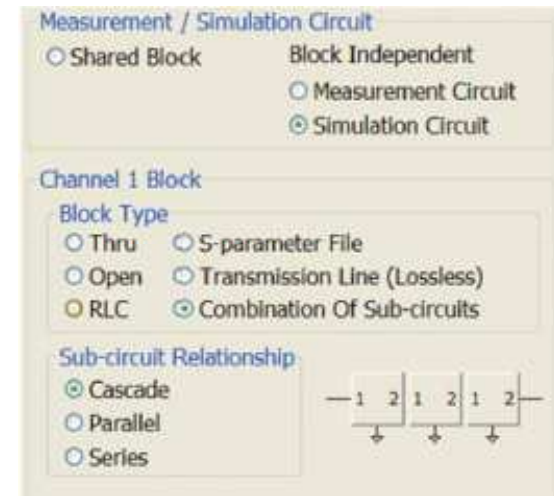 Measurement / Simulation Circuit
Shared Block
Block Independent
Measurement Circuit
Simulation Circuit
Channel 1 Block
Block Type
Thru
S-parameter File
Open
Transmission Line (Lossless)
RLC
Combination Of Sub-circuits
Sub-circuit Relationship
Cascade
Parallel
Series
1 2 1 2 1 2